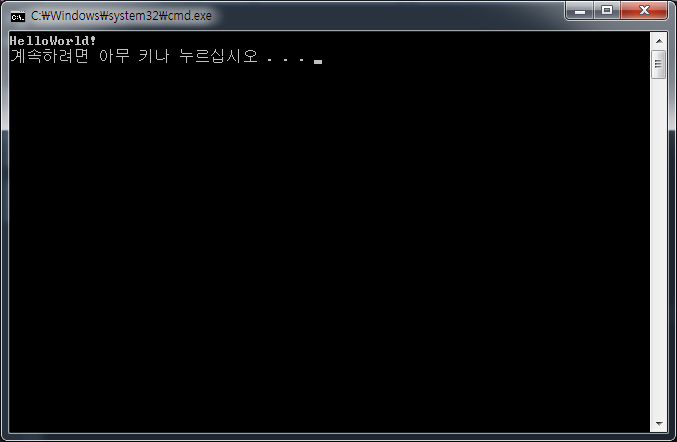 C:₩Windows₩system32₩cmd.exe
HelloWorld!
계속하려면 아무 키나 누르십시오 . . .